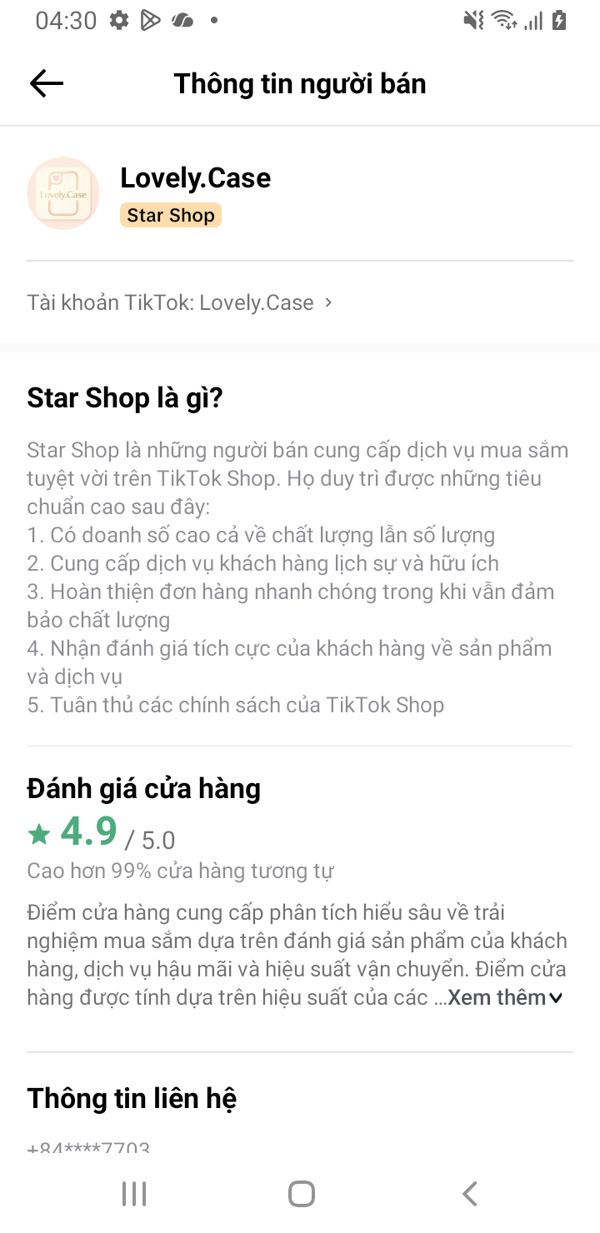 04:30
Thông tin người bán
Lovely.Case
Lovely.Case
Star Shop
Tài khoản TikTok: Lovely.Case
Star Shop là gì?
Star Shop là những người bán cung cấp dịch vụ mua sắm
tuyệt vời trên TikTok Shop. Họ duy trì được những tiêu
chuẩn cao sau đây:
1. Có doanh số cao cả về chất lượng lẫn số lượng
2. Cung cấp dịch vụ khách hàng lịch sự và hữu ích
3. Hoàn thiện đơn hàng nhanh chóng trong khi vẫn đảm
bảo chất lượng
4. Nhận đánh giá tích cực của khách hàng về sản phẩm
và dịch vụ
5. Tuân thủ các chính sách của TikTok Shop
Đánh giá cửa hàng
4.9 / 5.0
Cao hơn 99% cửa hàng tương tự
Điểm cửa hàng cung cấp phân tích hiểu sâu về trải
nghiệm mua sắm dựa trên đánh giá sản phẩm của khách
hàng, dịch vụ hậu mãi và hiệu suất vận chuyển. Điểm cửa
hàng được tính dựa trên hiệu suất của các ...Xem thêm
Thông tin liên hệ
+84****7703